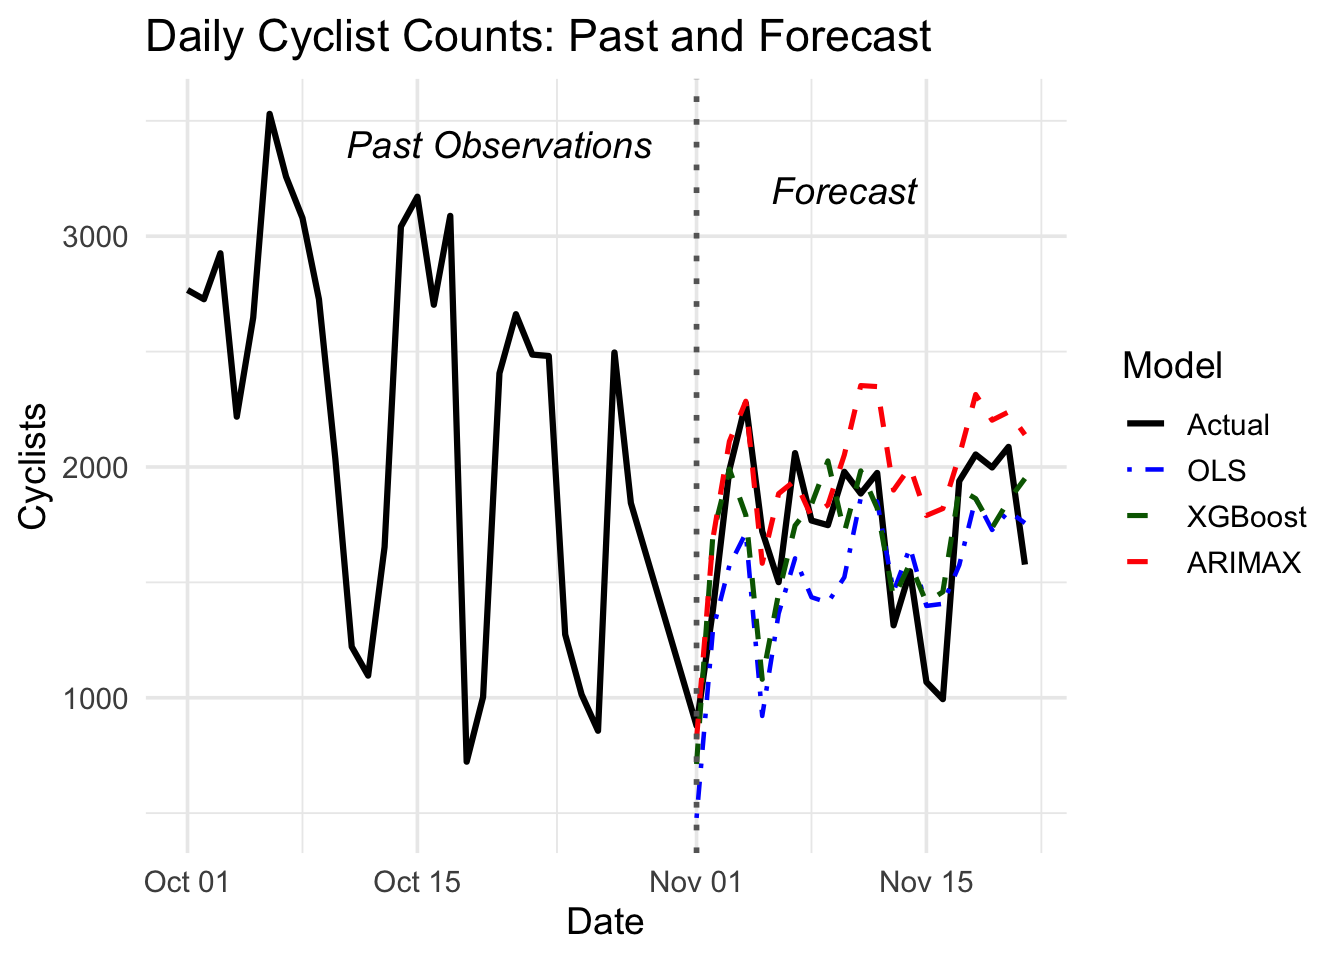 Daily Cyclist Counts: Past and Forecast
Past Observations
Forecast
3000
2000
1000
Cyclists
Oct 01
Oct 15
Nov 01
Nov 15
Date
Model
Actual
OLS
XGBoost
ARIMAX